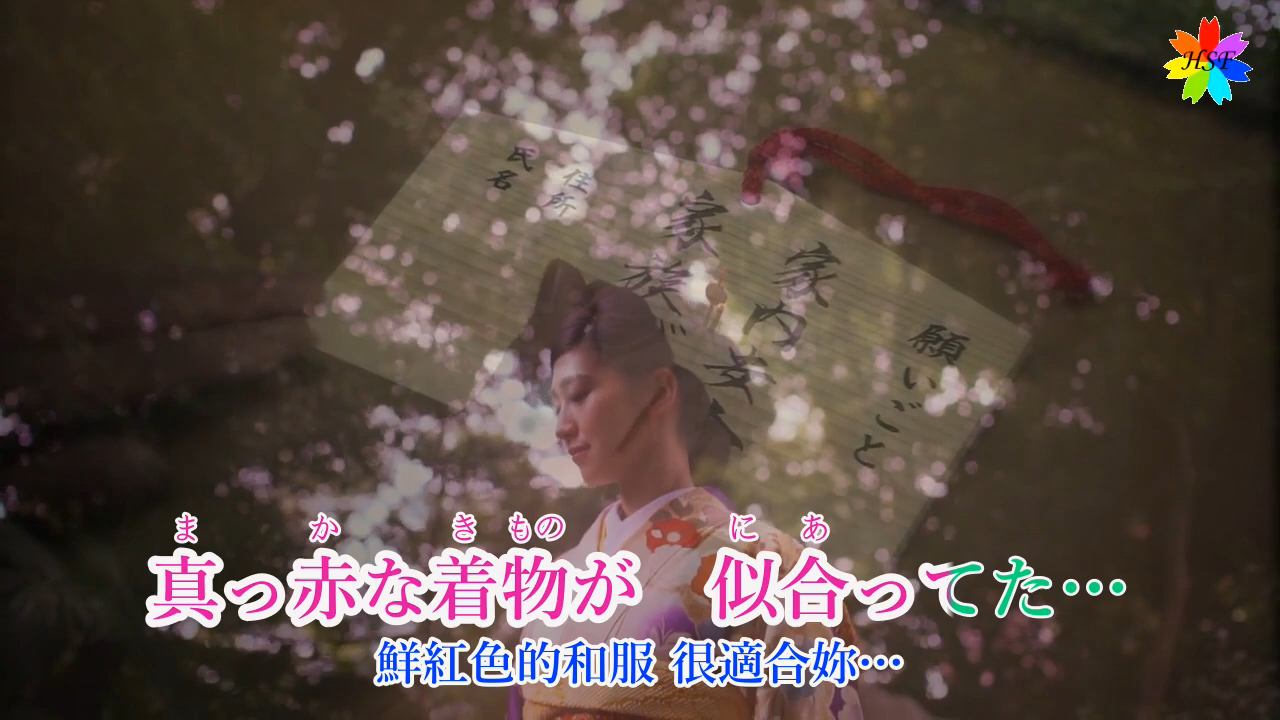 HSF
願いごと
家内安全
家族が
住所
氏名
ま か き もの に あ
真っ赤な着物が 似合ってた…
鮮紅色的和服 很適合妳…